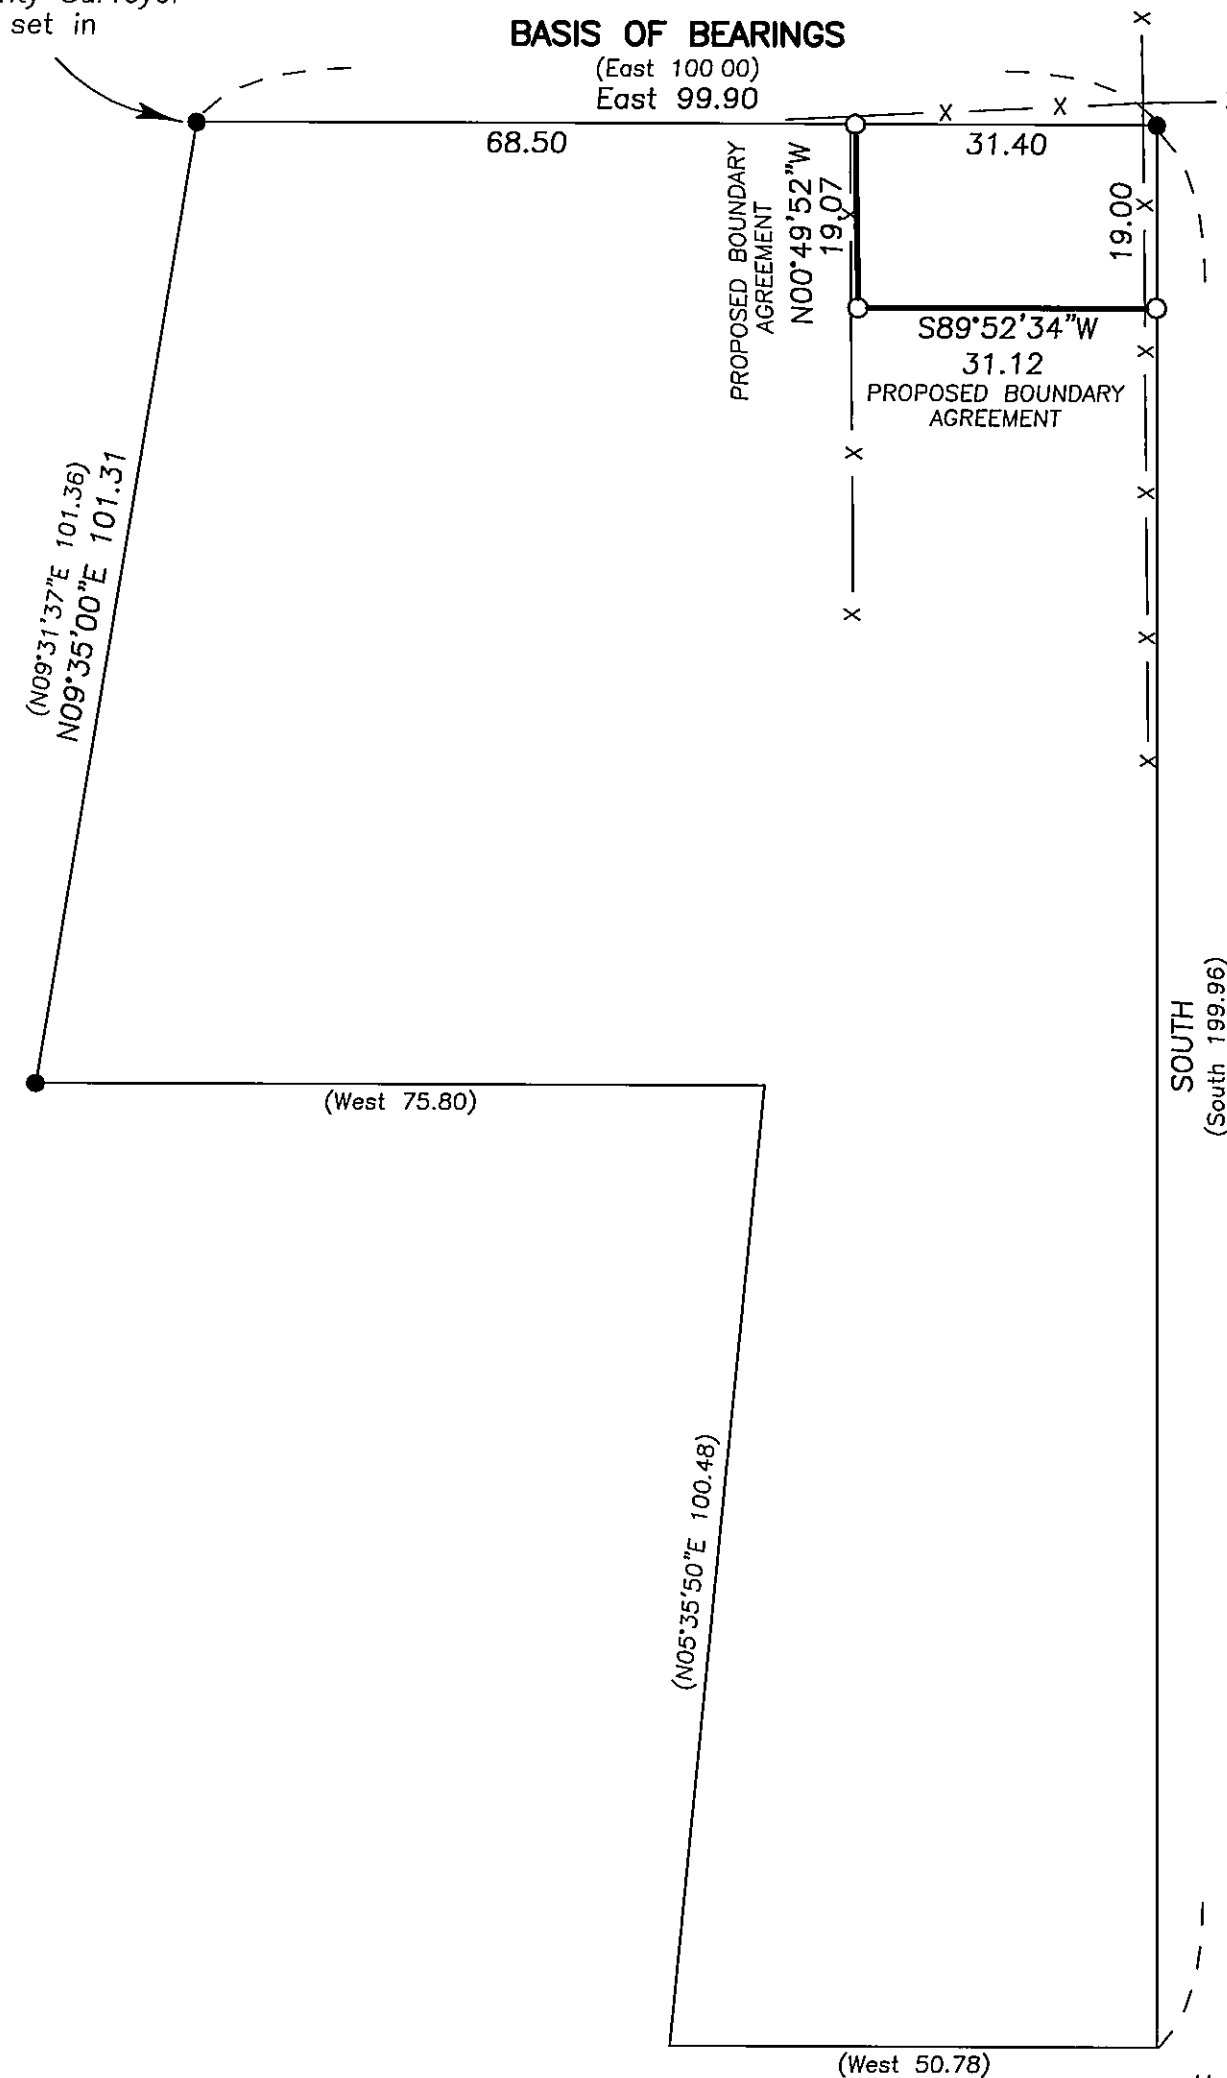 set in
BASIS OF BEARINGS
(East 100 00)
East 99.90
68.50
31.40
PROPOSED BOUNDARY
AGREEMENT
N00°49'52"W
19.07
19.00
S89°52'34"W
31.12
PROPOSED BOUNDARY
AGREEMENT
(N09°31'37"E 101.36)
N09°35'00"E 101.31
SOUTH
(South 199.96)
(West 75.80)
(N05°35'50"E 100.48)
(West 50.78)